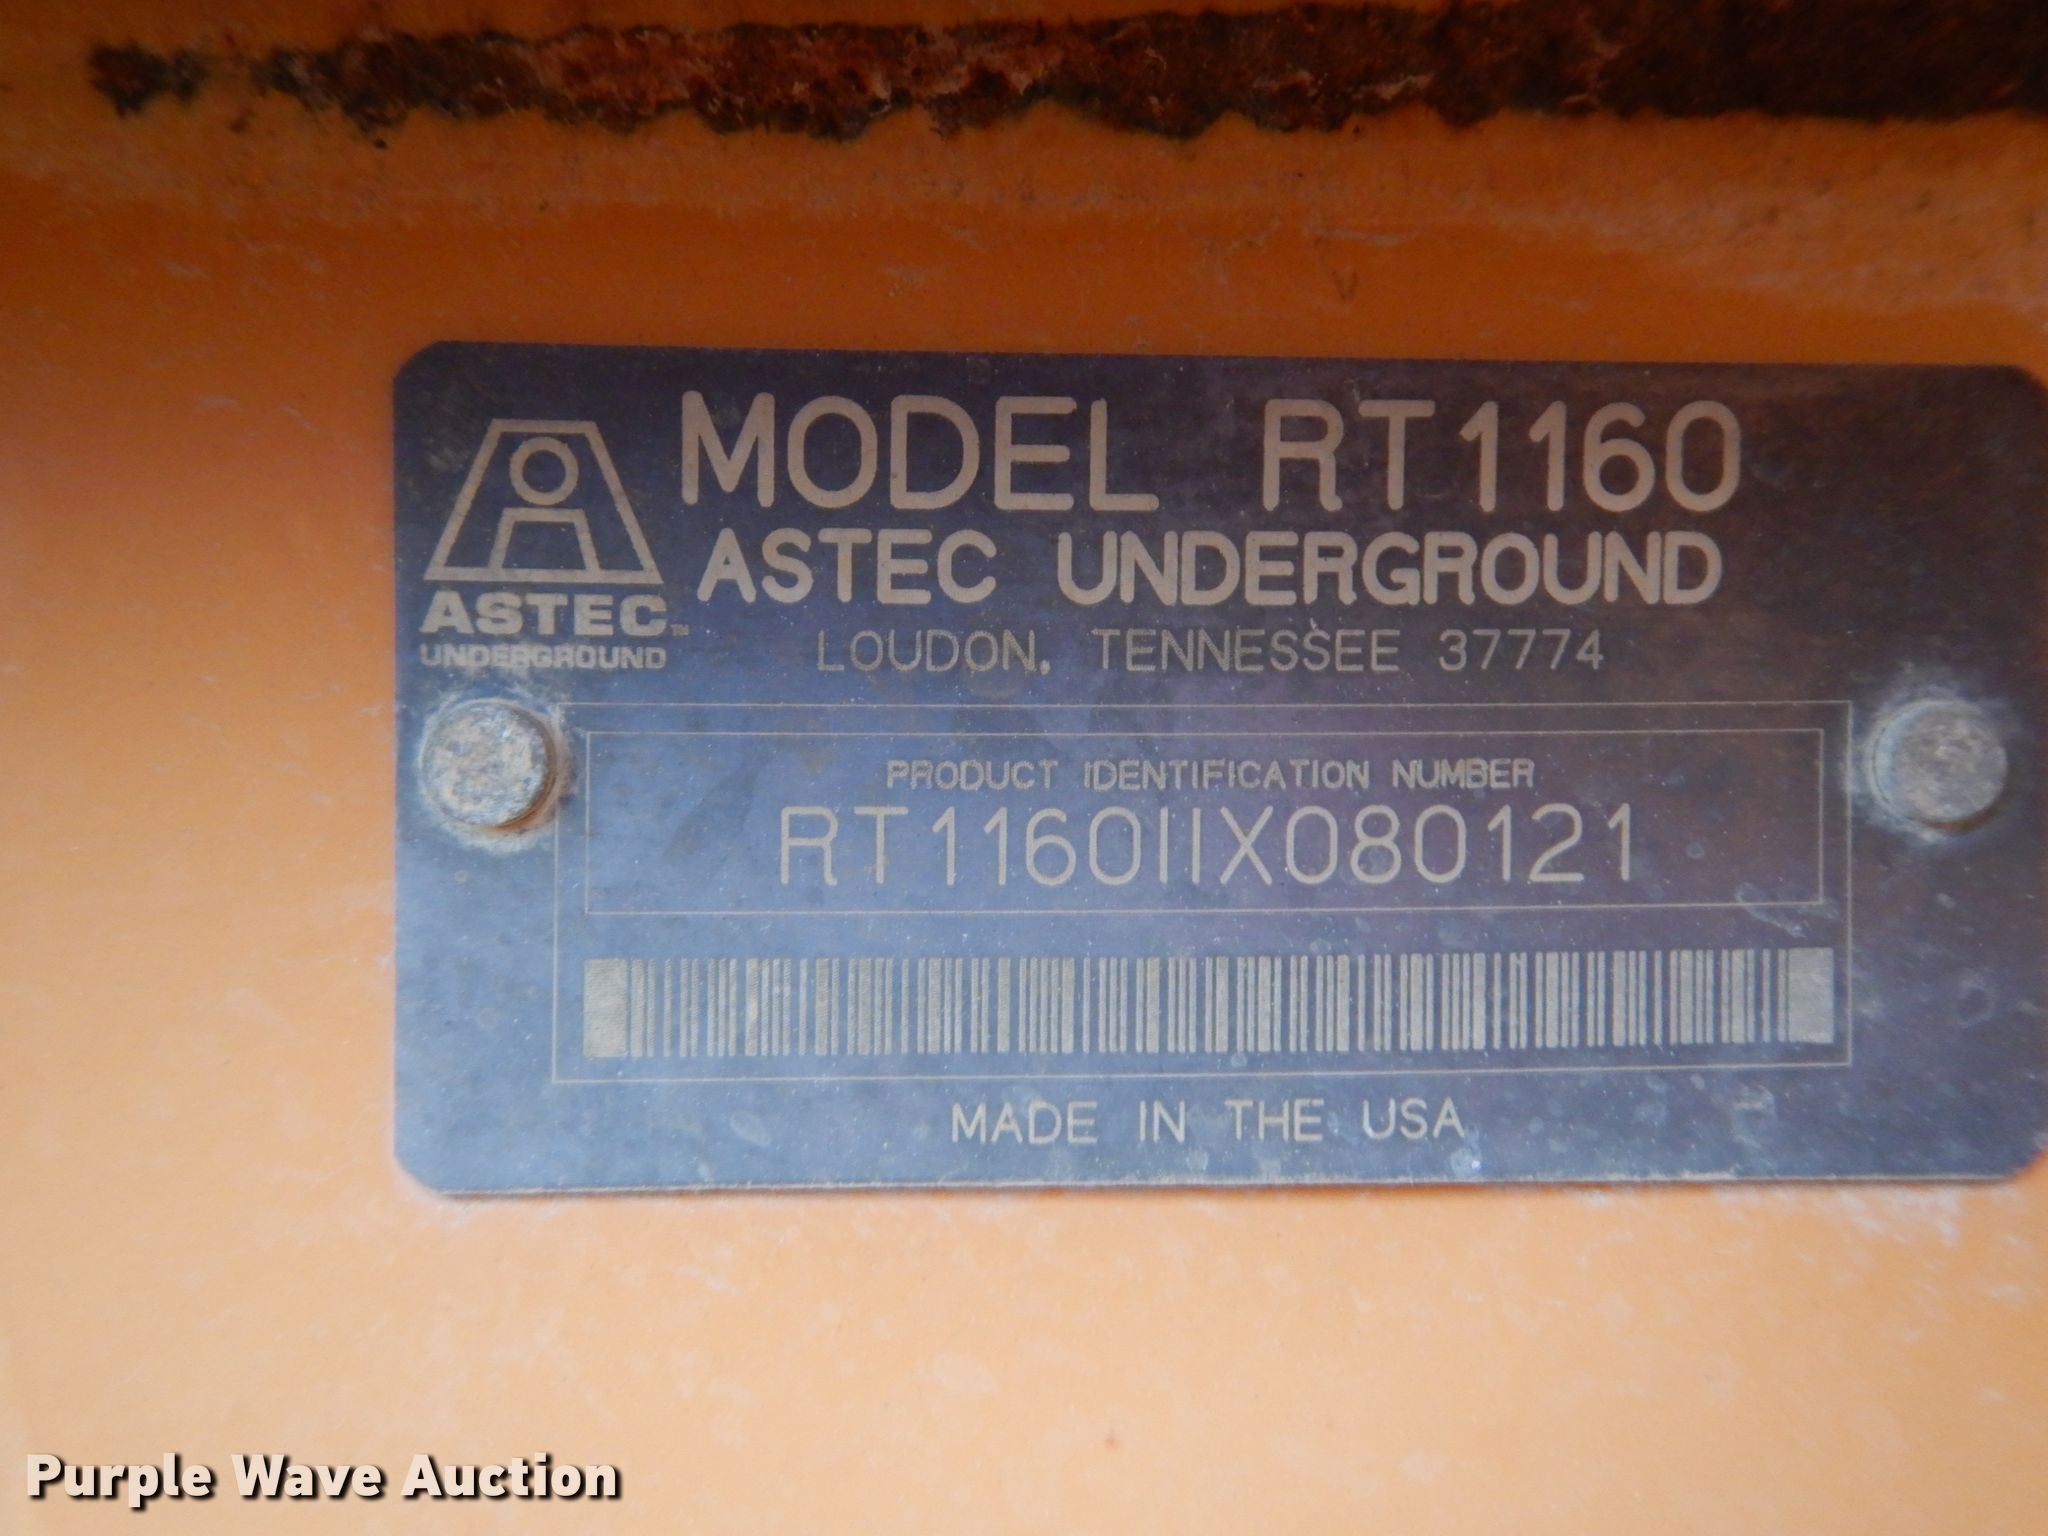 MODEL RT1160
ASTEC UNDERGROUND
ASTEC™
UNDERGROUND
LOUDON, TENNESSEE 37774
PRODUCT IDENTIFICATION NUMBER
RT1160IIX080121
MADE IN THE USA
Purple Wave Auction